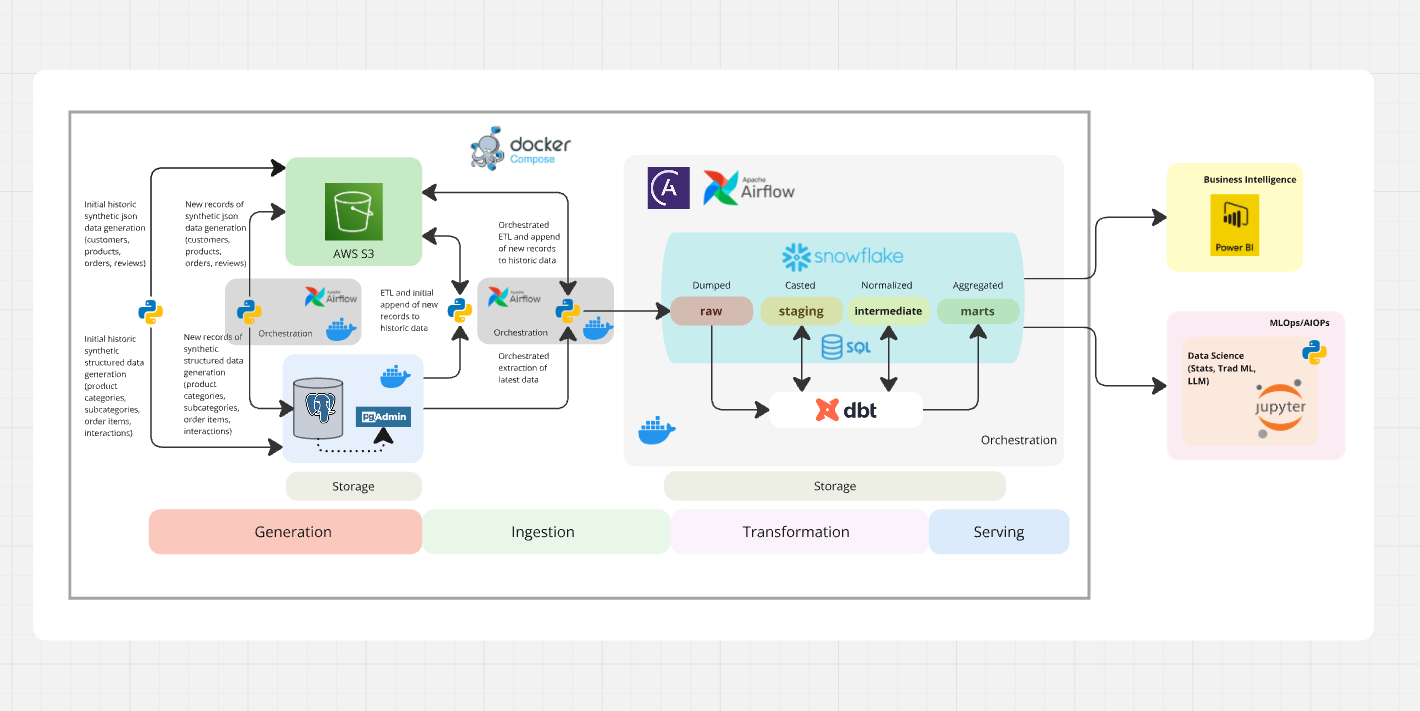 docker
Compose
Initial historic
synthetic json
data generation
(customers,
products,
orders, reviews)
New records of
synthetic json
data generation
(customers,
products,
orders, reviews)
AWS S3
Orchestrated
ETL and append
of new records
to historic data
Apache
Airflow
Orchestration
ETL and initial
append of new
records to
historic data
Apache
Airflow
Orchestration
Initial historic
synthetic
structured data
generation
(product
categories,
subcategories,
order items,
interactions)
New records of
synthetic
structured data
generation
(product
categories,
subcategories,
order items,
interactions)
pgAdmin
Orchestrated
extraction of
latest data
A
Apache
Airflow
snowflake
Dumped
Casted
Normalized
Aggregated
raw
staging
intermediate
marts
SQL
dbt
Orchestration
Storage
Storage
Generation
Ingestion
Transformation
Serving
Business Intelligence
Power BI
MLOps/AIOPs
Data Science
(Stats, Trad ML,
LLM)
jupyter